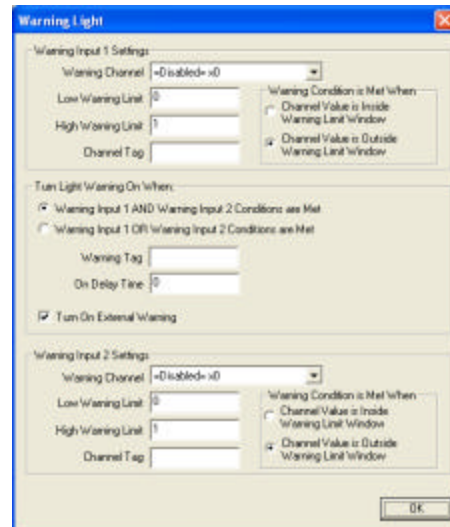 Warning Light
Warning Input 1 Settings
Warning Channel =Disabled= x0
Low Warning Limit 0
High Warning Limit 1
Channel Tag
Warning Condition is Met When
Channel Value is Inside
Warning Limit Window
Channel Value is Outside
Warning Limit Window
Turn Light Warning On When:
Warning Input 1 AND Warning Input 2 Conditions are Met
Warning Input 1 OR Warning Input 2 Conditions are Met
Warning Tag
On Delay Time 0
Turn On External Warning
Warning Input 2 Settings
Warning Channel =Disabled= x0
Low Warning Limit 0
High Warning Limit 1
Channel Tag
Warning Condition is Met When
Channel Value is Inside
Warning Limit Window
Channel Value is Outside
Warning Limit Window
OK